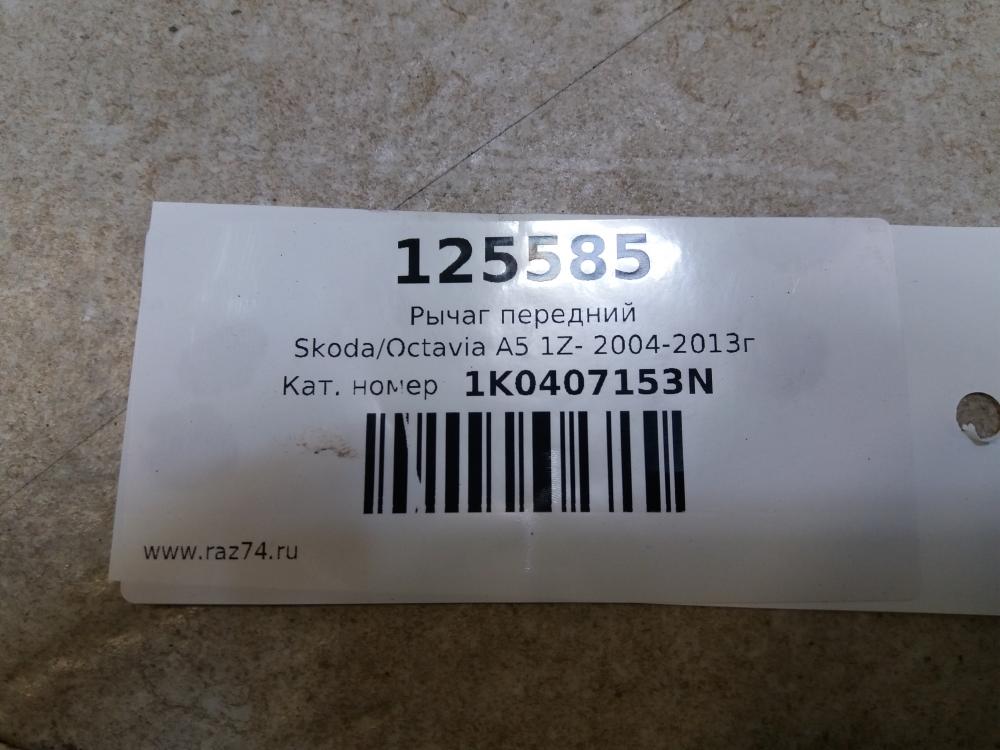 125585
Рычаг передний
Skoda/Octavia A5 1Z- 2004-2013г
Кат. номер 1K0407153N
www.raz74.ru